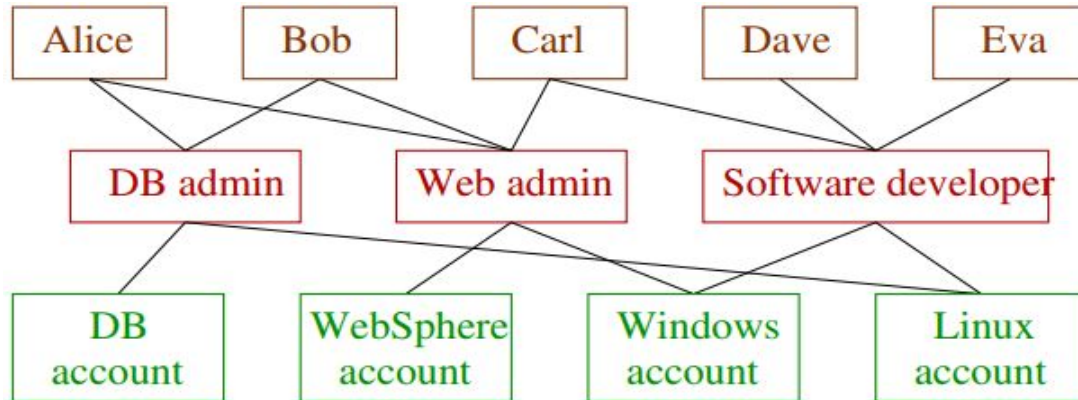 Alice
Bob
Carl
Dave
Eva
DB admin
Web admin
Software developer
DB
account
WebSphere
account
Windows
account
Linux
account